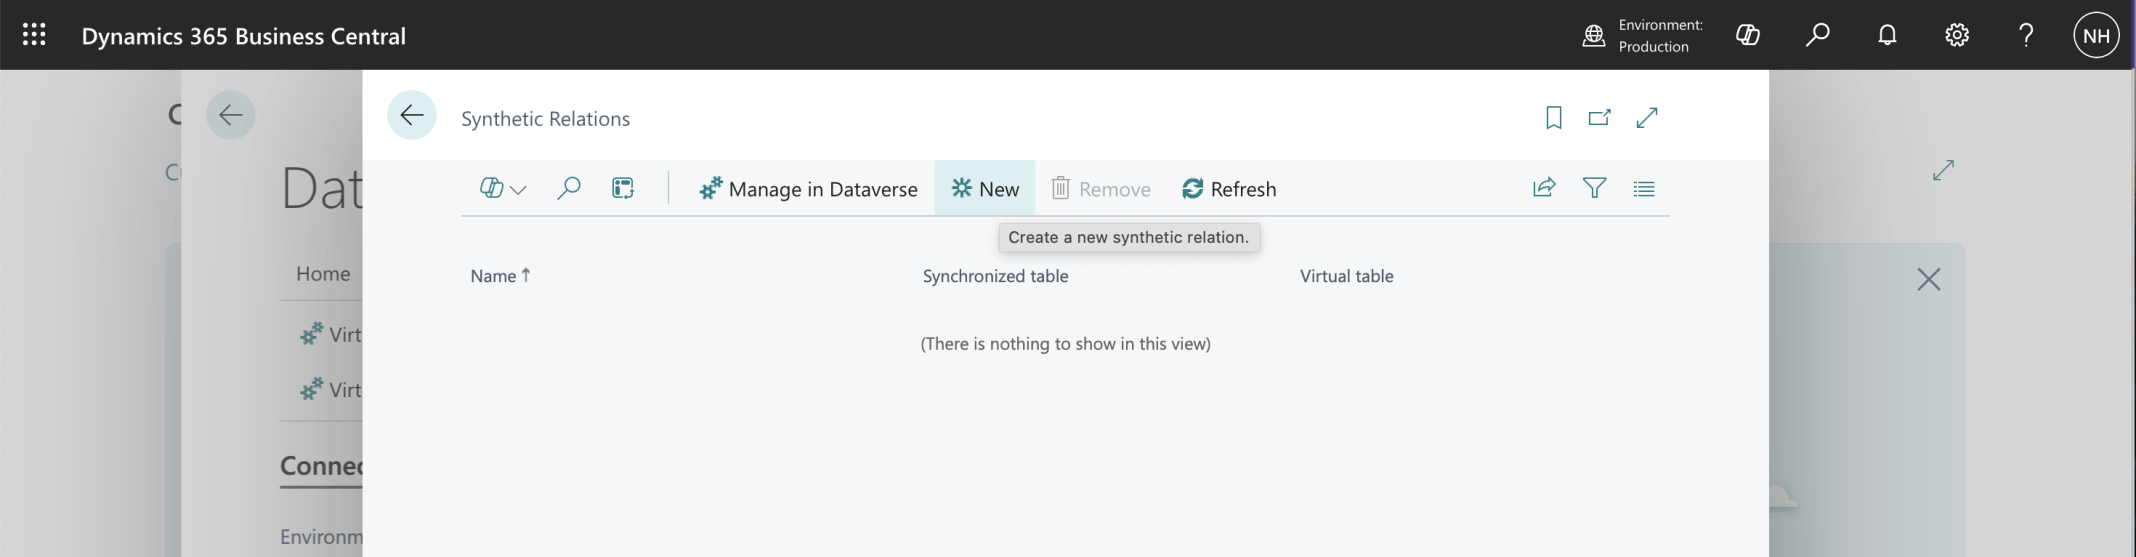 Dynamics 365 Business Central
Environment:
Production
NH
Synthetic Relations
Manage in Dataverse
New
Remove
Refresh
Create a new synthetic relation.
Name
Synchronized table
Virtual table
(There is nothing to show in this view)
Dat
Home
Virt
Virt
Connec
Environm